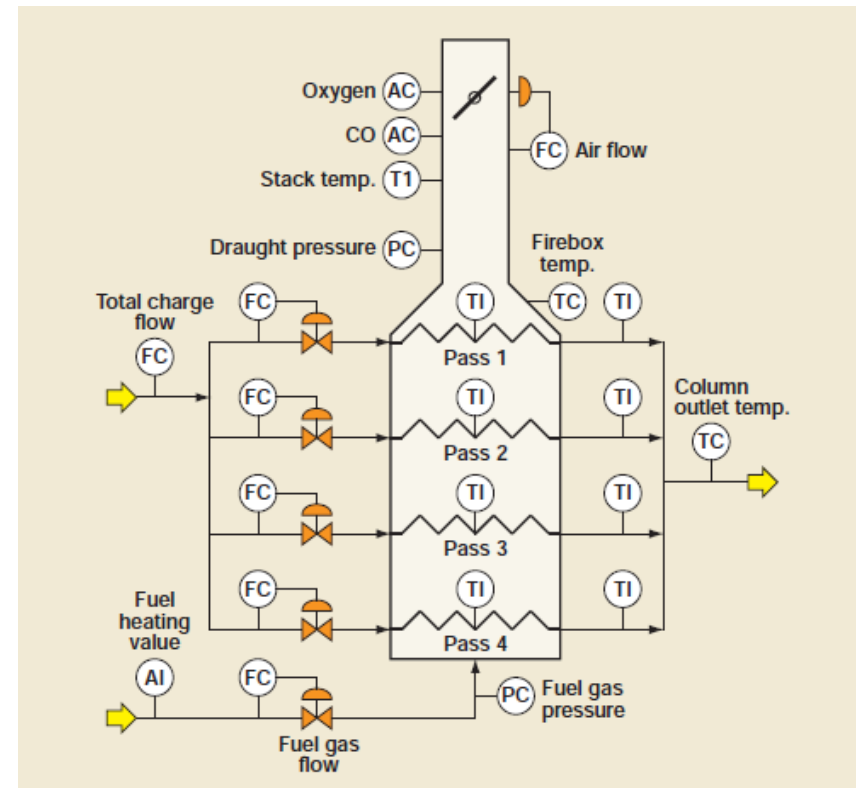 Oxygen AC
CO AC
FC Air flow
Stack temp. T1
Draught pressure PC
Firebox
temp.
TC
Total charge
flow
FC
FC
TI
TI
Pass 1
FC
TI
TI
Pass 2
Column
outlet temp.
TC
FC
TI
TI
Pass 3
FC
TI
TI
Pass 4
Fuel
heating
value
AI
FC
Fuel gas
flow
PC Fuel gas
pressure